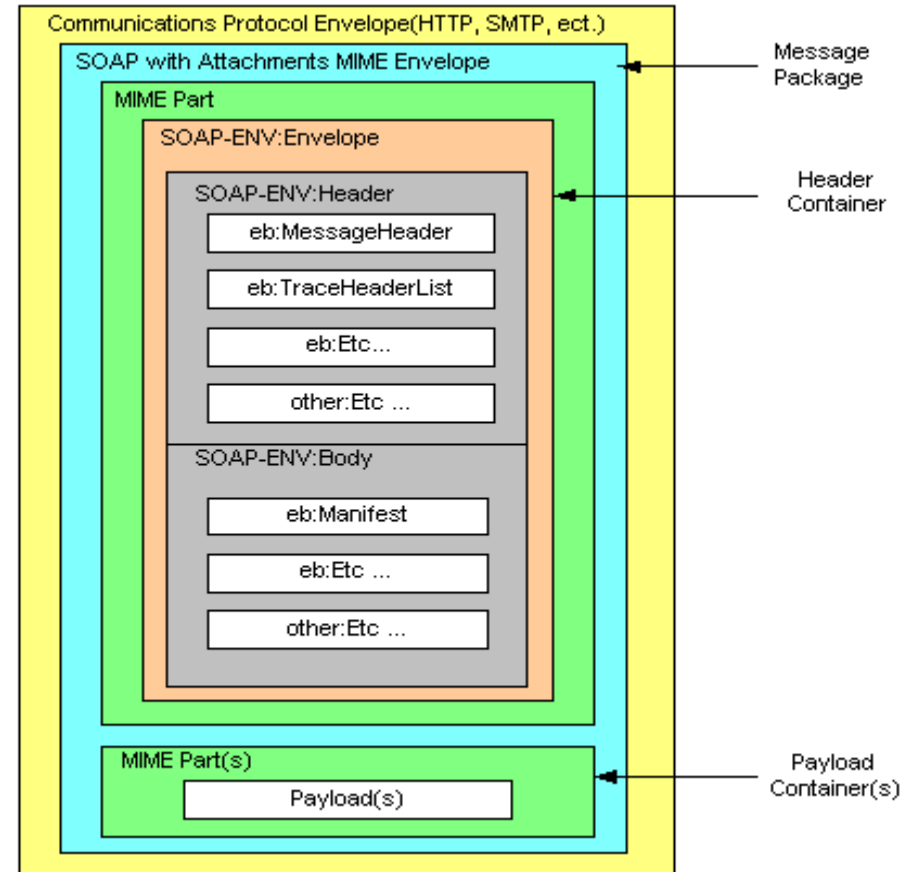 Communications Protocol Envelope(HTTP, SMTP, ect.)
SOAP with Attachments MIME Envelope
MIME Part
SOAP-ENV:Envelope
SOAP-ENV:Header
eb:MessageHeader
eb:TraceHeaderList
eb:Etc...
other:Etc ...
SOAP-ENV:Body
eb:Manifest
eb:Etc ...
other:Etc ...
MIME Part(s)
Payload(s)
Message
Package
Header
Container
Payload
Container(s)